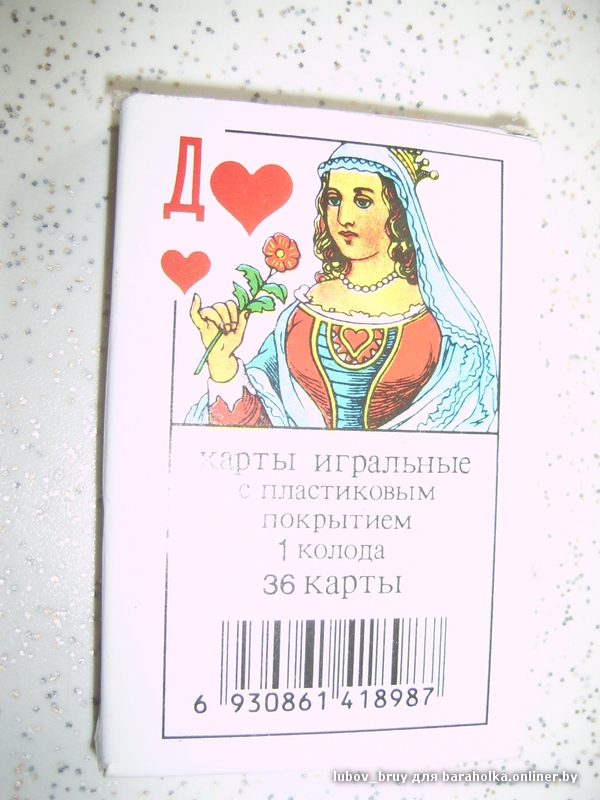 Д
карты игральные
с пластиковым
покрытием
1 колода
36 карты
6 930861 418987
lubov_bruy для baraholka.onliner.by